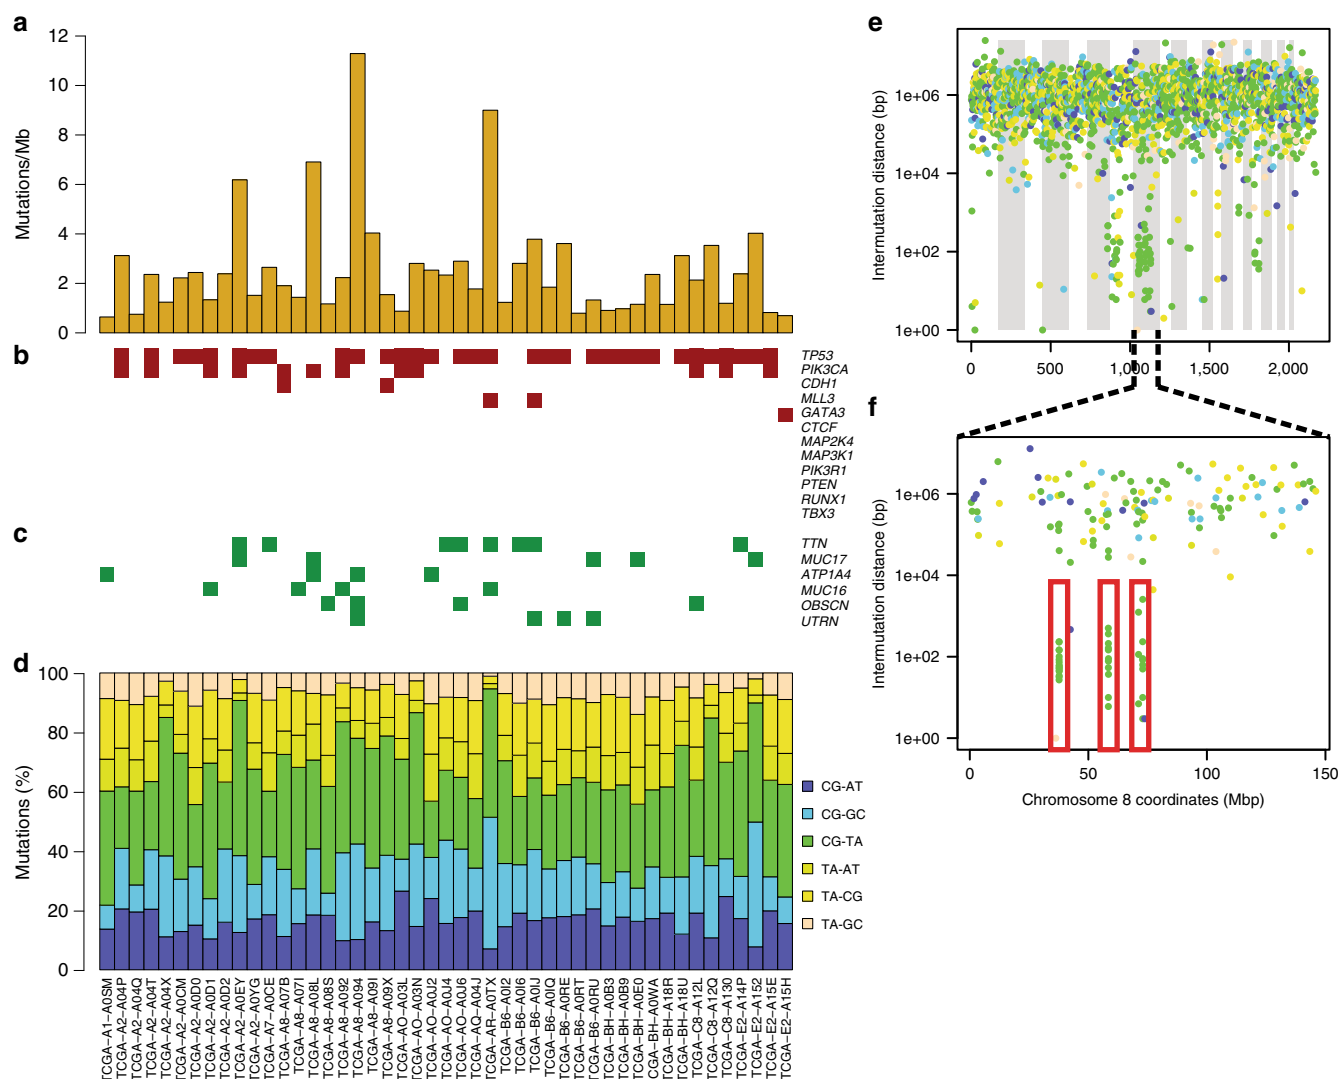 a
12
10
8
6
4
2
0
Mutations/Mb
b
TP53
PIK3CA
CDH1
MLL3
GATA3
CTCF
MAP2K4
MAP3K1
PIK3R1
PTEN
RUNX1
TBX3
c
TTN
MUC17
ATP1A4
MUC16
OBSCN
UTRN
d
100
80
60
40
20
0
Mutations (%)
CG-AT
CG-GC
CG-TA
TA-AT
TA-CG
TA-GC
TCGA-A1-A0SM
TCGA-A2-A04P
TCGA-A2-A04Q
TCGA-A2-A04T
TCGA-A2-A04X
TCGA-A2-A0CM
TCGA-A2-A0D0
TCGA-A2-A0D1
TCGA-A2-A0D2
TCGA-A2-A0EY
TCGA-A2-A0YG
TCGA-A7-A0CE
TCGA-A8-A07B
TCGA-A8-A07I
TCGA-A8-A08L
TCGA-A8-A08S
TCGA-A8-A092
TCGA-A8-A094
TCGA-A8-A09I
TCGA-A8-A09X
TCGA-AO-A03L
TCGA-AO-A03N
TCGA-AO-A0J2
TCGA-AO-A0J4
TCGA-AO-A0J6
TCGA-AQ-A04J
TCGA-AR-A0TX
TCGA-B6-A0I2
TCGA-B6-A0I6
TCGA-B6-A0IJ
TCGA-B6-A0IQ
TCGA-B6-A0RE
TCGA-B6-A0RT
TCGA-B6-A0RU
TCGA-BH-A0B3
TCGA-BH-A0B9
TCGA-BH-A0E0
CGA-BH-A0WA
TCGA-BH-A18R
TCGA-BH-A18U
TCGA-C8-A12L
TCGA-C8-A12Q
TCGA-C8-A130
TCGA-E2-A14P
TCGA-E2-A152
TCGA-E2-A15E
TCGA-E2-A15H
e
1e+06
1e+04
1e+02
1e+00
Intermutation distance (bp)
0 500 1,000 1,500 2,000
f
1e+06
1e+04
1e+02
1e+00
Intermutation distance (bp)
0 50 100 150
Chromosome 8 coordinates (Mbp)